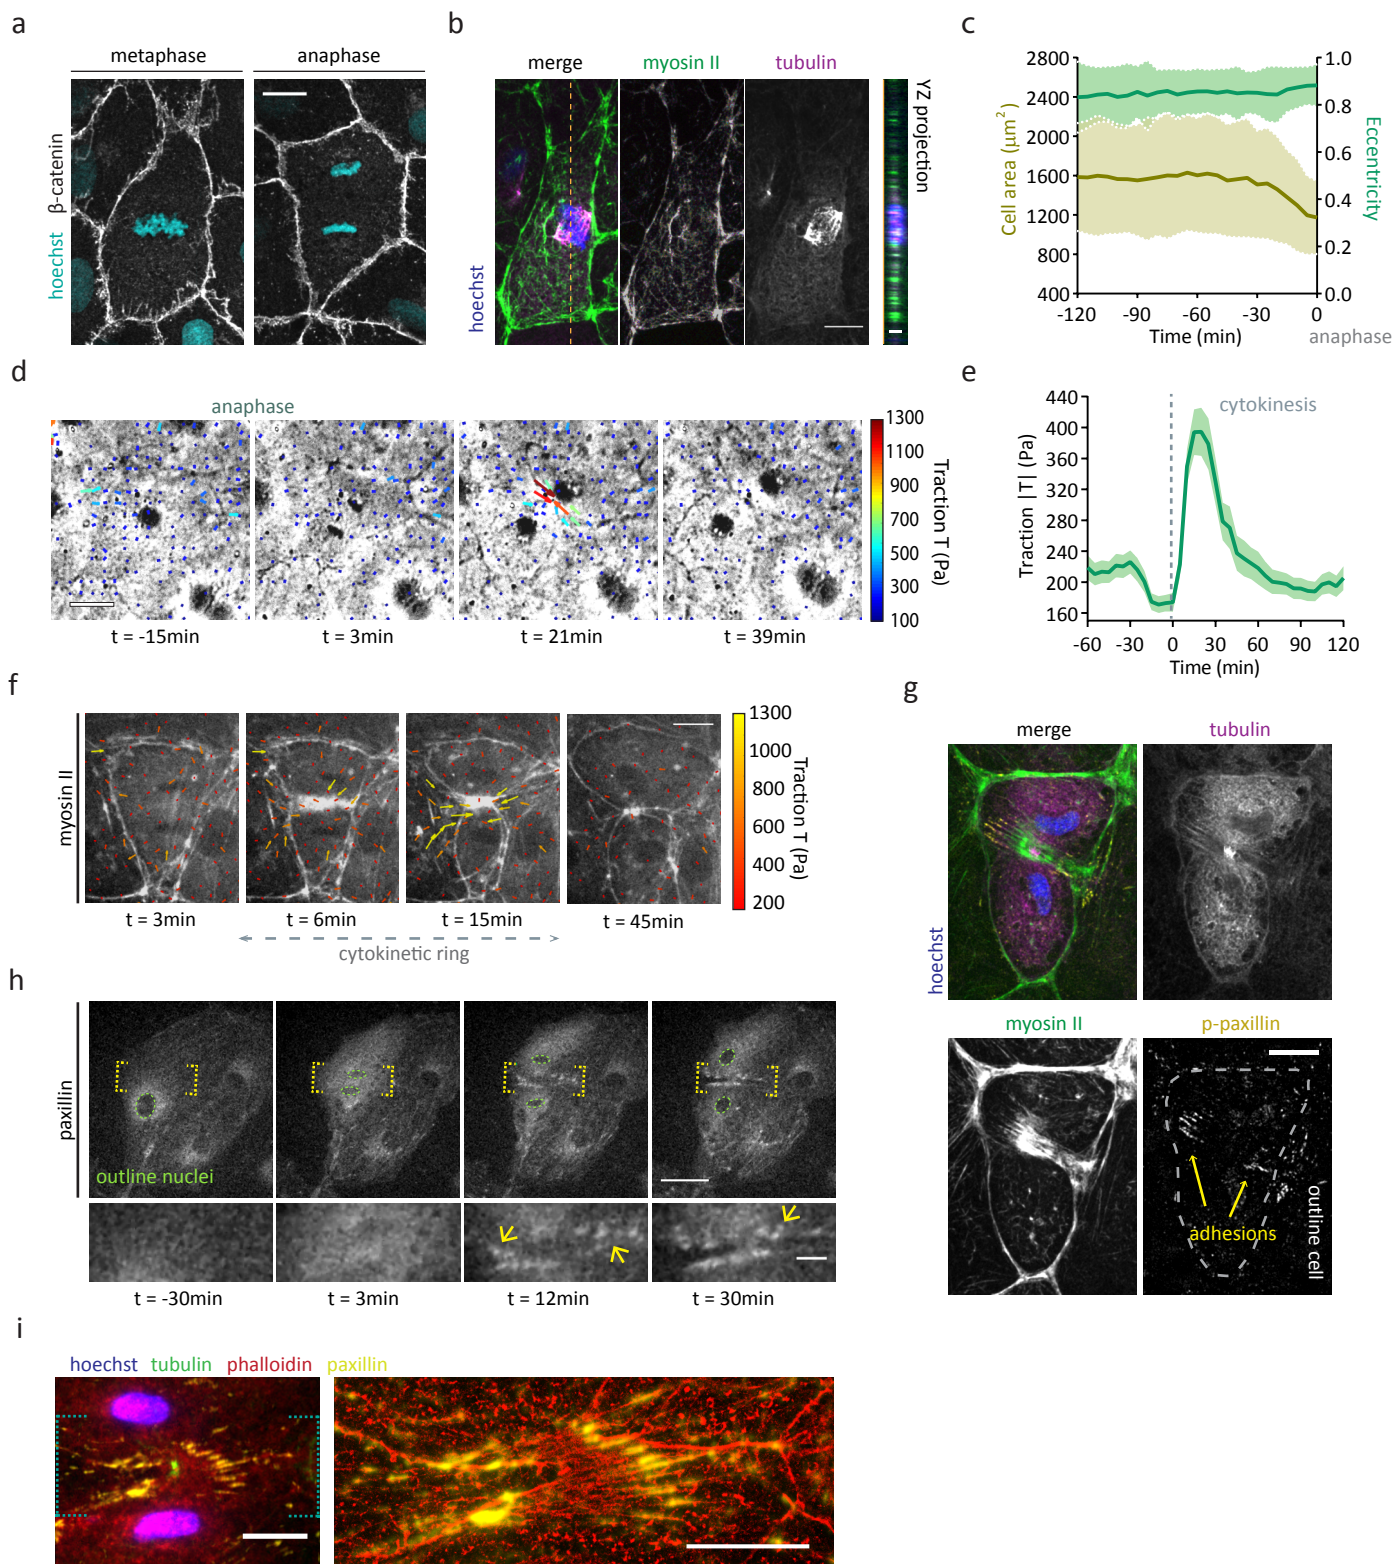 a
metaphase
anaphase
hoechst β-catenin
b
merge
myosin II
tubulin
hoechst
YZ projection
c
2800
2400
2000
1600
1200
800
400
Cell area (μm²)
1.0
0.8
0.6
0.4
0.2
0.0
Eccentricity
-120
-90
-60
-30
0
Time (min)
anaphase
d
anaphase
t = -15min
t = 3min
t = 21min
t = 39min
1300
1100
900
700
500
300
100
Traction T (Pa)
e
440
400
360
320
280
240
200
160
Traction |T| (Pa)
cytokinesis
-60
-30
0
30
60
90
120
Time (min)
f
myosin II
t = 3min
t = 6min
t = 15min
t = 45min
cytokinetic ring
1300
1000
800
600
400
200
Traction T (Pa)
g
merge
tubulin
hoechst
myosin II
p-paxillin
adhesions
outline cell
h
paxillin
outline nuclei
t = -30min
t = 3min
t = 12min
t = 30min
i
hoechst tubulin phalloidin paxillin